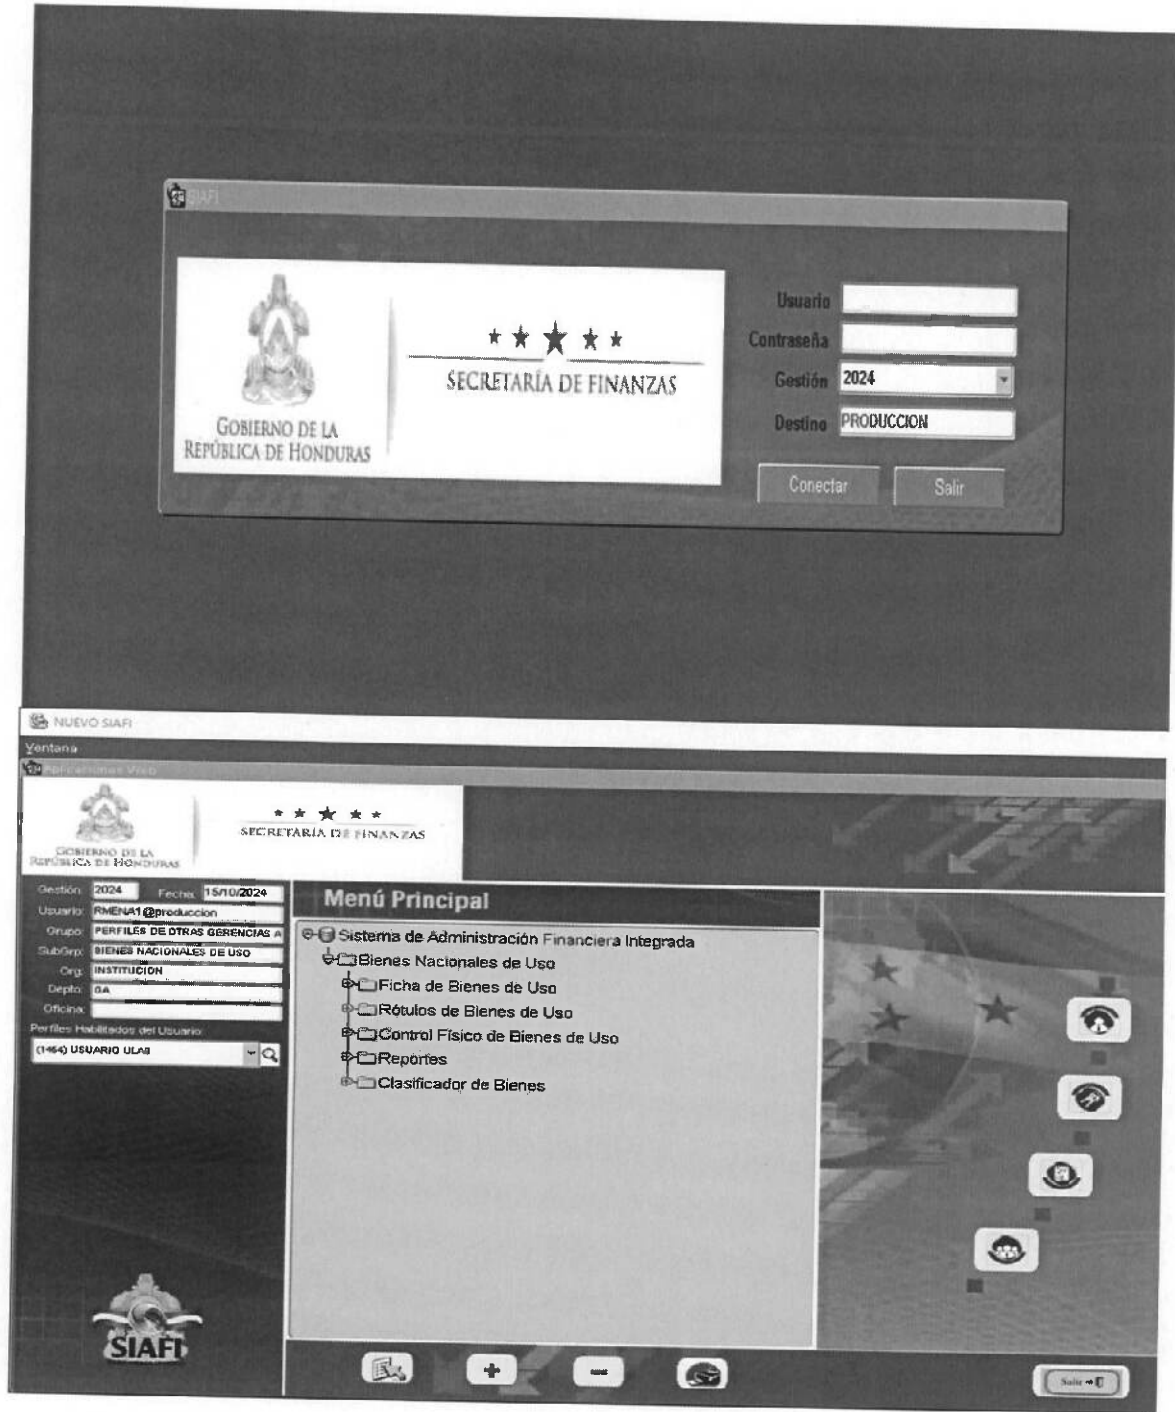 SIAFI
GOBIERNO DE LA
REPÚBLICA DE HONDURAS
SECRETARÍA DE FINANZAS
Usuario
Contraseña
Gestión 2024
Destino PRODUCCION
Conectar Salir
NUEVO SIAFI
Ventana
GOBIERNO DE LA
REPÚBLICA DE HONDURAS
SECRETARÍA DE FINANZAS
Gestión: 2024 Fecha: 15/10/2024
Usuario: RMENA1@produccion
Grupo: PERFILES DE OTRAS GERENCIAS A
SubGrp: BIENES NACIONALES DE USO
Org: INSTITUCION
Depto: GA
Oficina:
Perfiles Habilitados del Usuario:
(1464) USUARIO ULAB
SIAFI
Menú Principal
Sistema de Administración Financiera Integrada
Bienes Nacionales de Uso
Ficha de Bienes de Uso
Rótulos de Bienes de Uso
Control Físico de Bienes de Uso
Reportes
Clasificador de Bienes
Salir